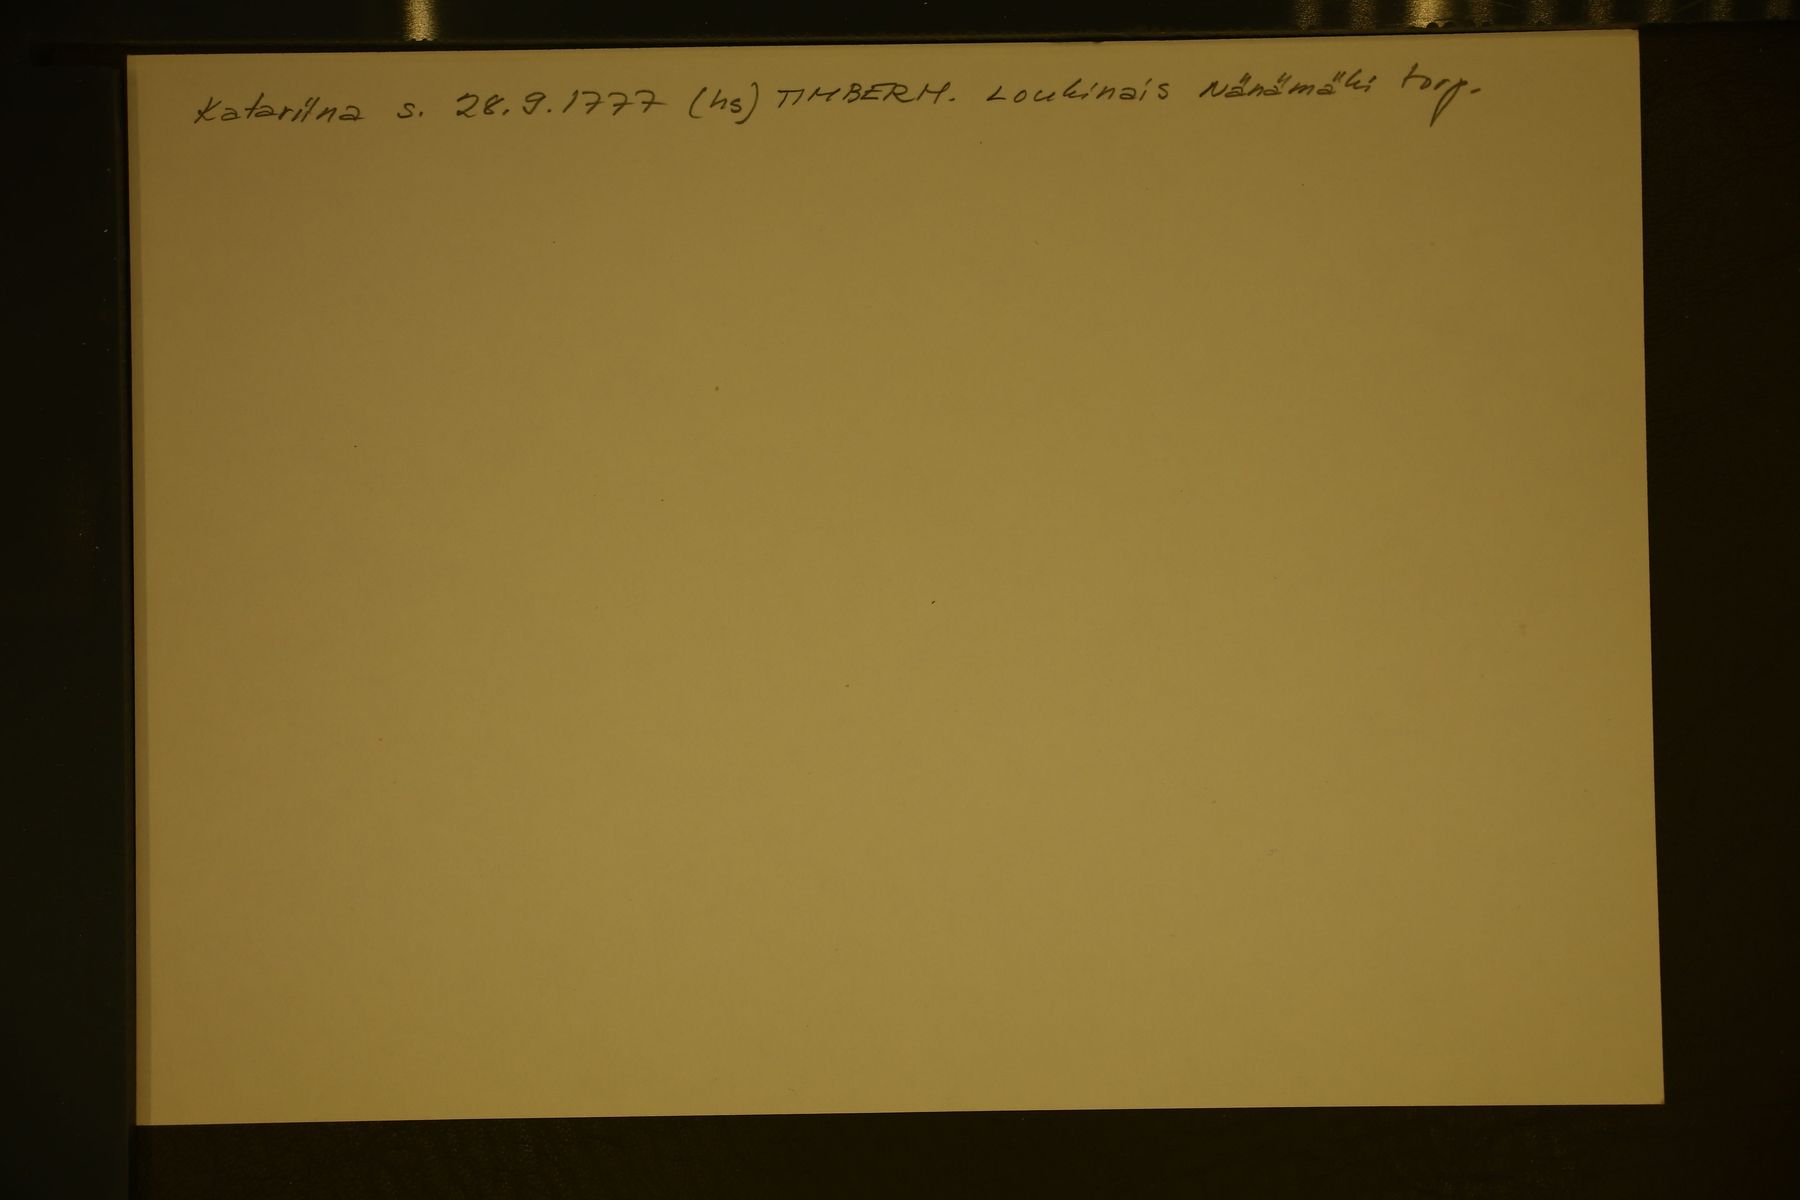 Katariina s. 28.9.1777 (hs) TIMBERM. Loukinais Nänämäki torp.